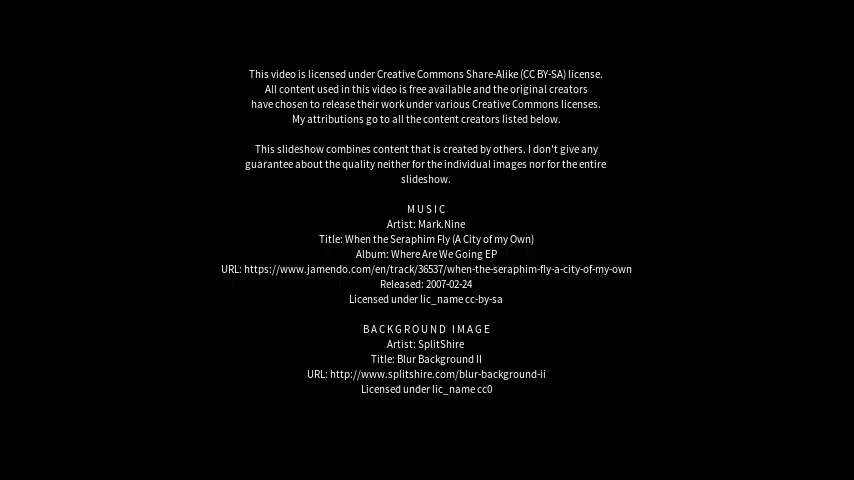 This video is licensed under Creative Commons Share-Alike (CC BY-SA) license.
All content used in this video is free available and the original creators
have chosen to release their work under various Creative Commons licenses.
My attributions go to all the content creators listed below.
This slideshow combines content that is created by others. I don't give any
guarantee about the quality neither for the individual images nor for the entire
slideshow.
MUSIC
Artist: Mark.Nine
Title: When the Seraphim Fly (A City of my Own)
Album: Where Are We Going EP
URL: https://www.jamendo.com/en/track/36537/when-the-seraphim-fly-a-city-of-my-own
Released: 2007-02-24
Licensed under lic_name cc-by-sa
BACKGROUND IMAGE
Artist: SplitShire
Title: Blur Background II
URL: http://www.splitshire.com/blur-background-ii
Licensed under lic_name cc0